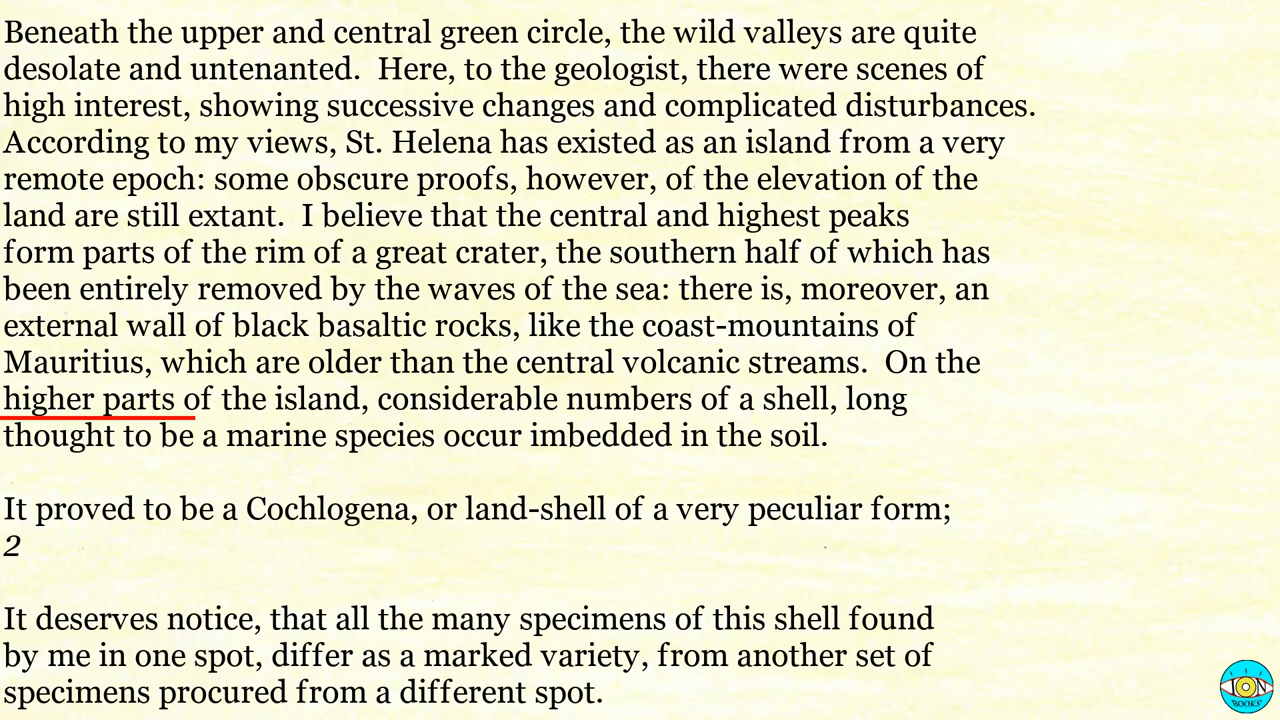 Beneath the upper and central green circle, the wild valleys are quite
desolate and untenanted.  Here, to the geologist, there were scenes of
high interest, showing successive changes and complicated disturbances.
According to my views, St. Helena has existed as an island from a very
remote epoch: some obscure proofs, however, of the elevation of the
land are still extant.  I believe that the central and highest peaks
form parts of the rim of a great crater, the southern half of which has
been entirely removed by the waves of the sea: there is, moreover, an
external wall of black basaltic rocks, like the coast-mountains of
Mauritius, which are older than the central volcanic streams.  On the
higher parts of the island, considerable numbers of a shell, long
thought to be a marine species occur imbedded in the soil.

It proved to be a Cochlogena, or land-shell of a very peculiar form;
2

It deserves notice, that all the many specimens of this shell found
by me in one spot, differ as a marked variety, from another set of
specimens procured from a different spot.
ION
BOOKS